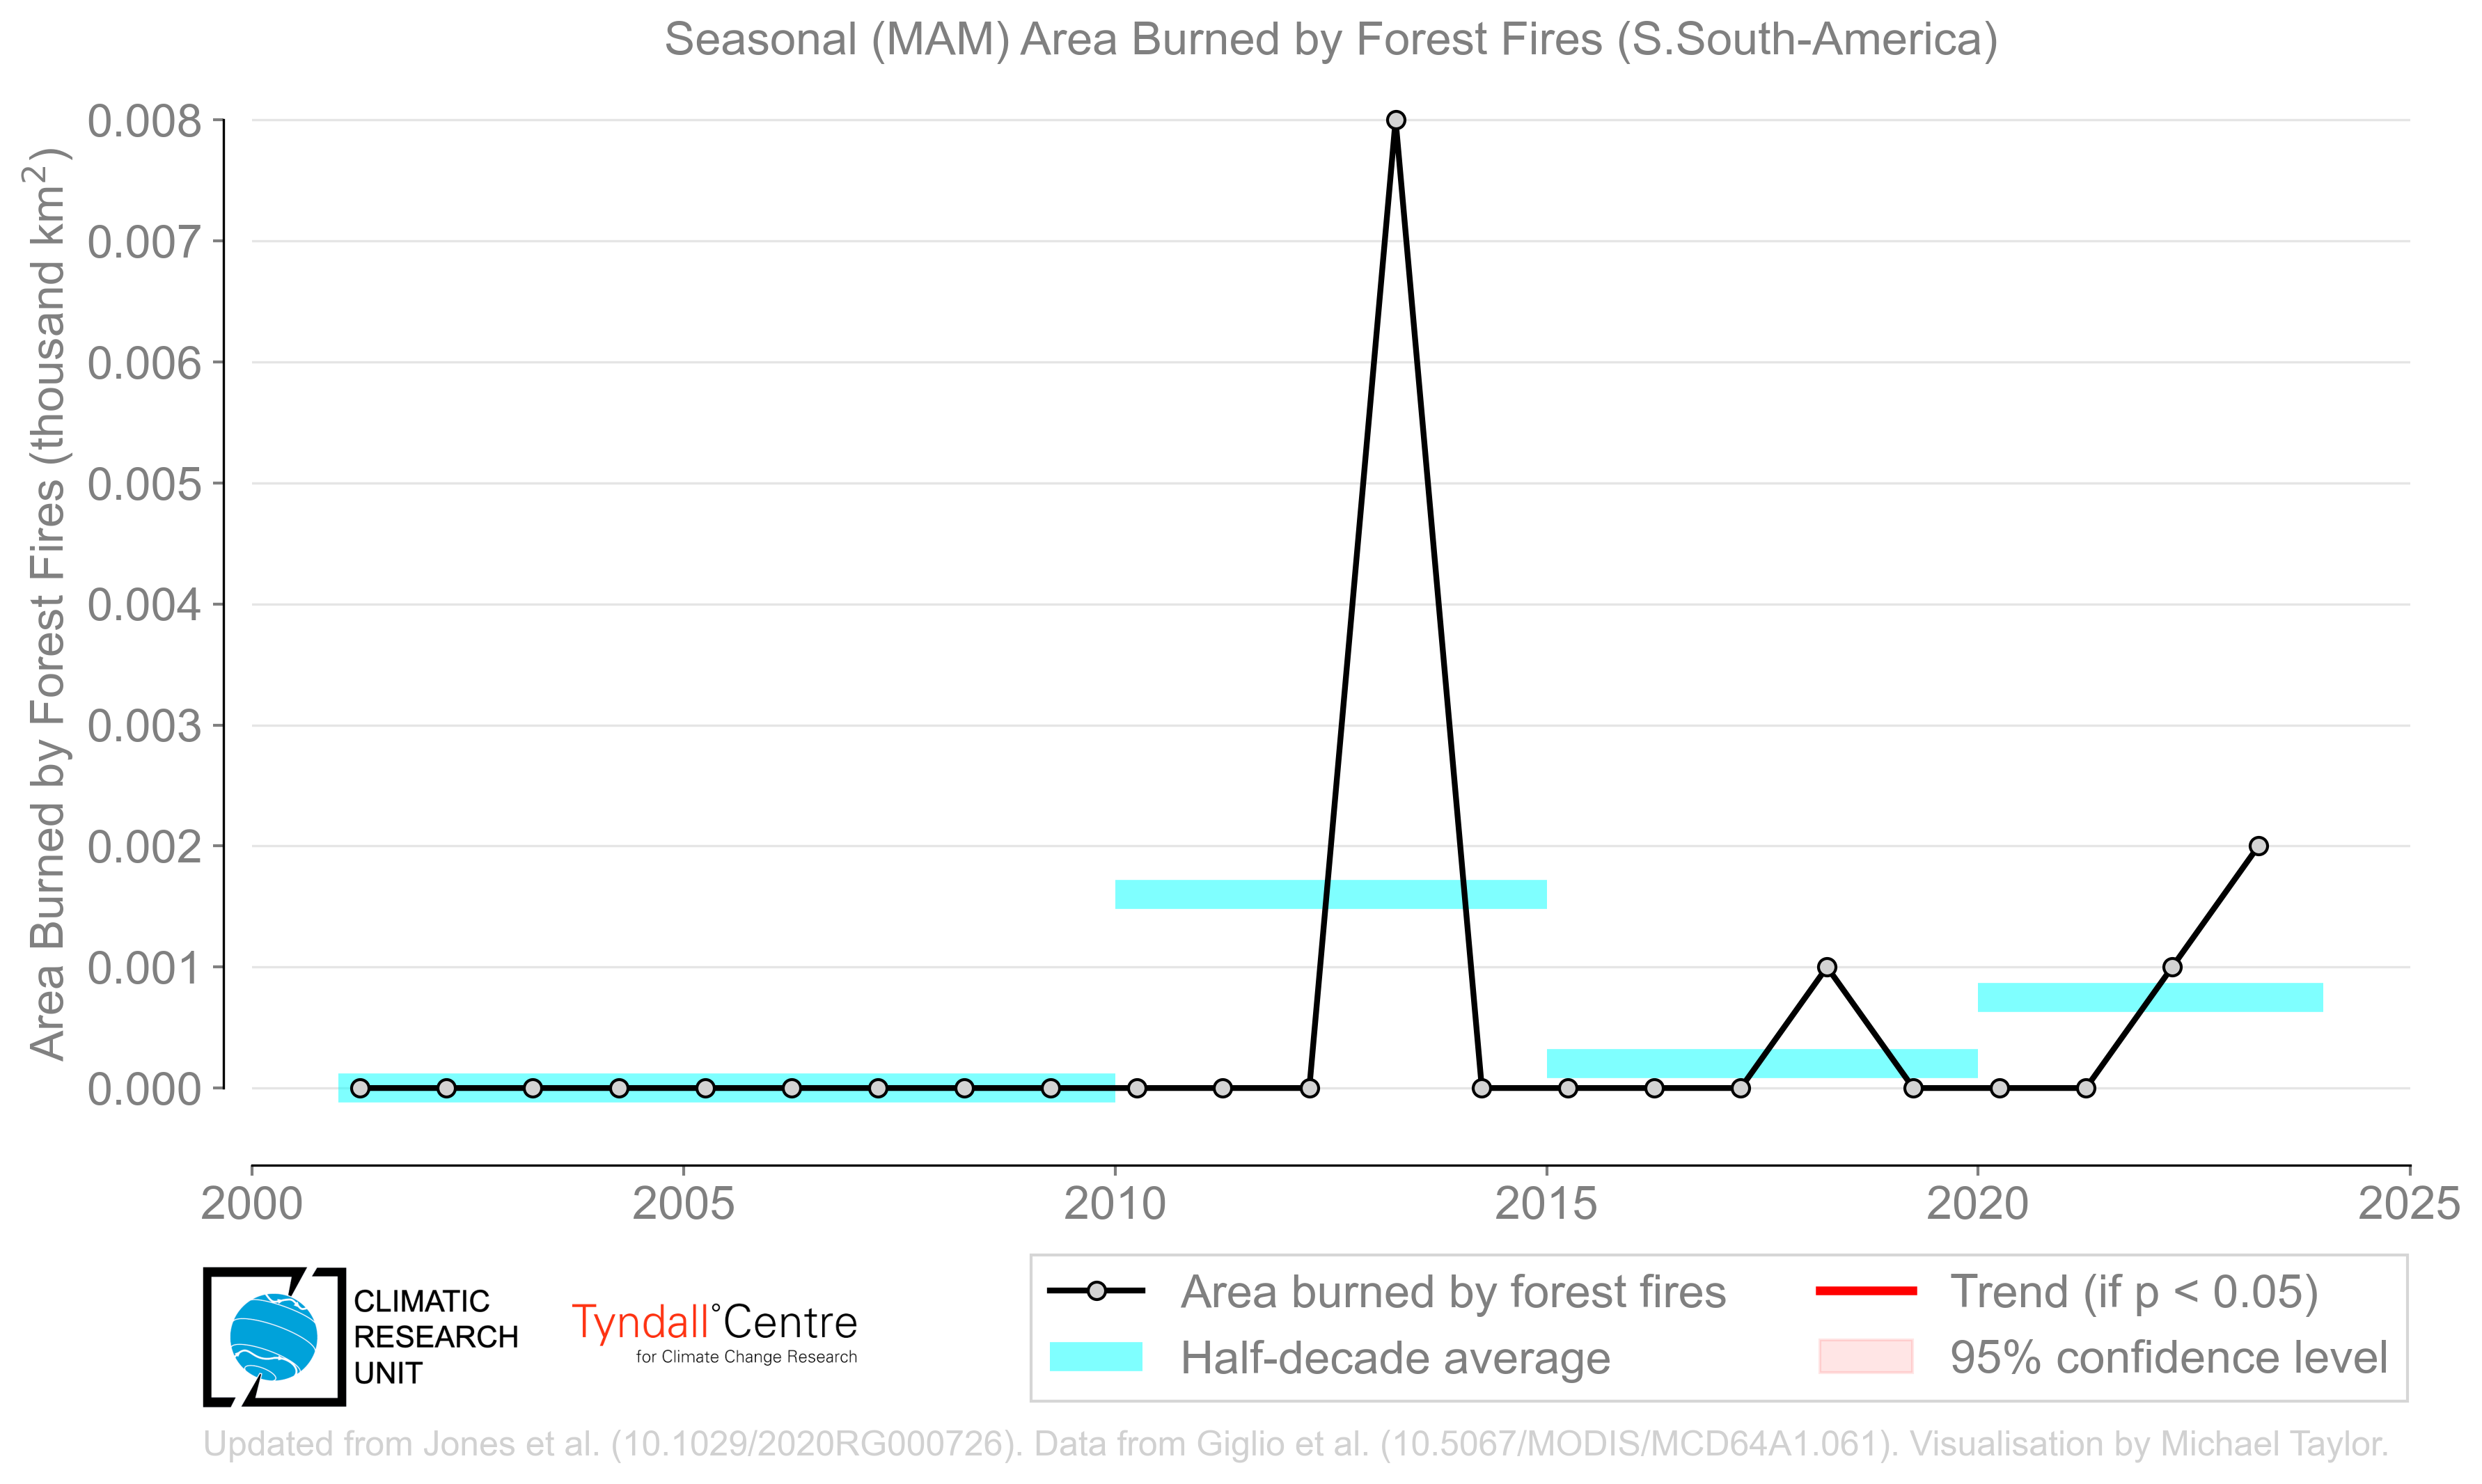 Seasonal (MAM) Area Burned by Forest Fires (S.South-America)
Area Burned by Forest Fires (thousand km²)
0.008
0.007
0.006
0.005
0.004
0.003
0.002
0.001
0.000
2000 2005 2010 2015 2020 2025
CLIMATIC
RESEARCH
UNIT
Tyndall°Centre
for Climate Change Research
Area burned by forest fires
Half-decade average
Trend (if p < 0.05)
95% confidence level
Updated from Jones et al. (10.1029/2020RG000726). Data from Giglio et al. (10.5067/MODIS/MCD64A1.061). Visualisation by Michael Taylor.